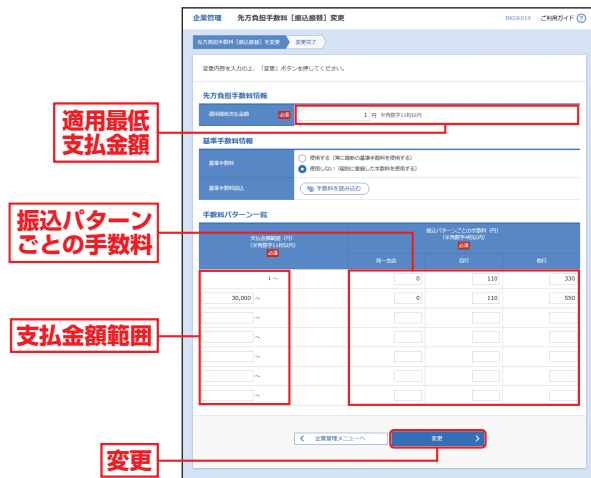 企業管理 先方負担手数料［振込振替］変更 BKGK019 ご利用ガイド ?
先方負担手数料［振込振替］を変更 変更完了
変更内容を入力の上、「変更」ボタンを押してください。
先方負担手数料情報
適用最低支払金額 必須 1 円 半角数字11桁以内
基準手数料情報
基準手数料 使用する（常に最新の基準手数料を使用する）
使用しない（個別に登録した手数料を使用する）
基準手数料読込 手数料を読み込む
手数料パターン一覧
支払金額範囲（円）
（半角数字11桁以内）
必須
振込パターンごとの手数料（円）
（半角数字4桁以内）
必須
同一支店 自行 他行
1 ～ 0 110 330
30,000 ～ 0 110 550
～
～
～
～
～
企業管理メニューへ 変更
適用最低
支払金額
振込パターン
ごとの手数料
支払金額範囲
変更